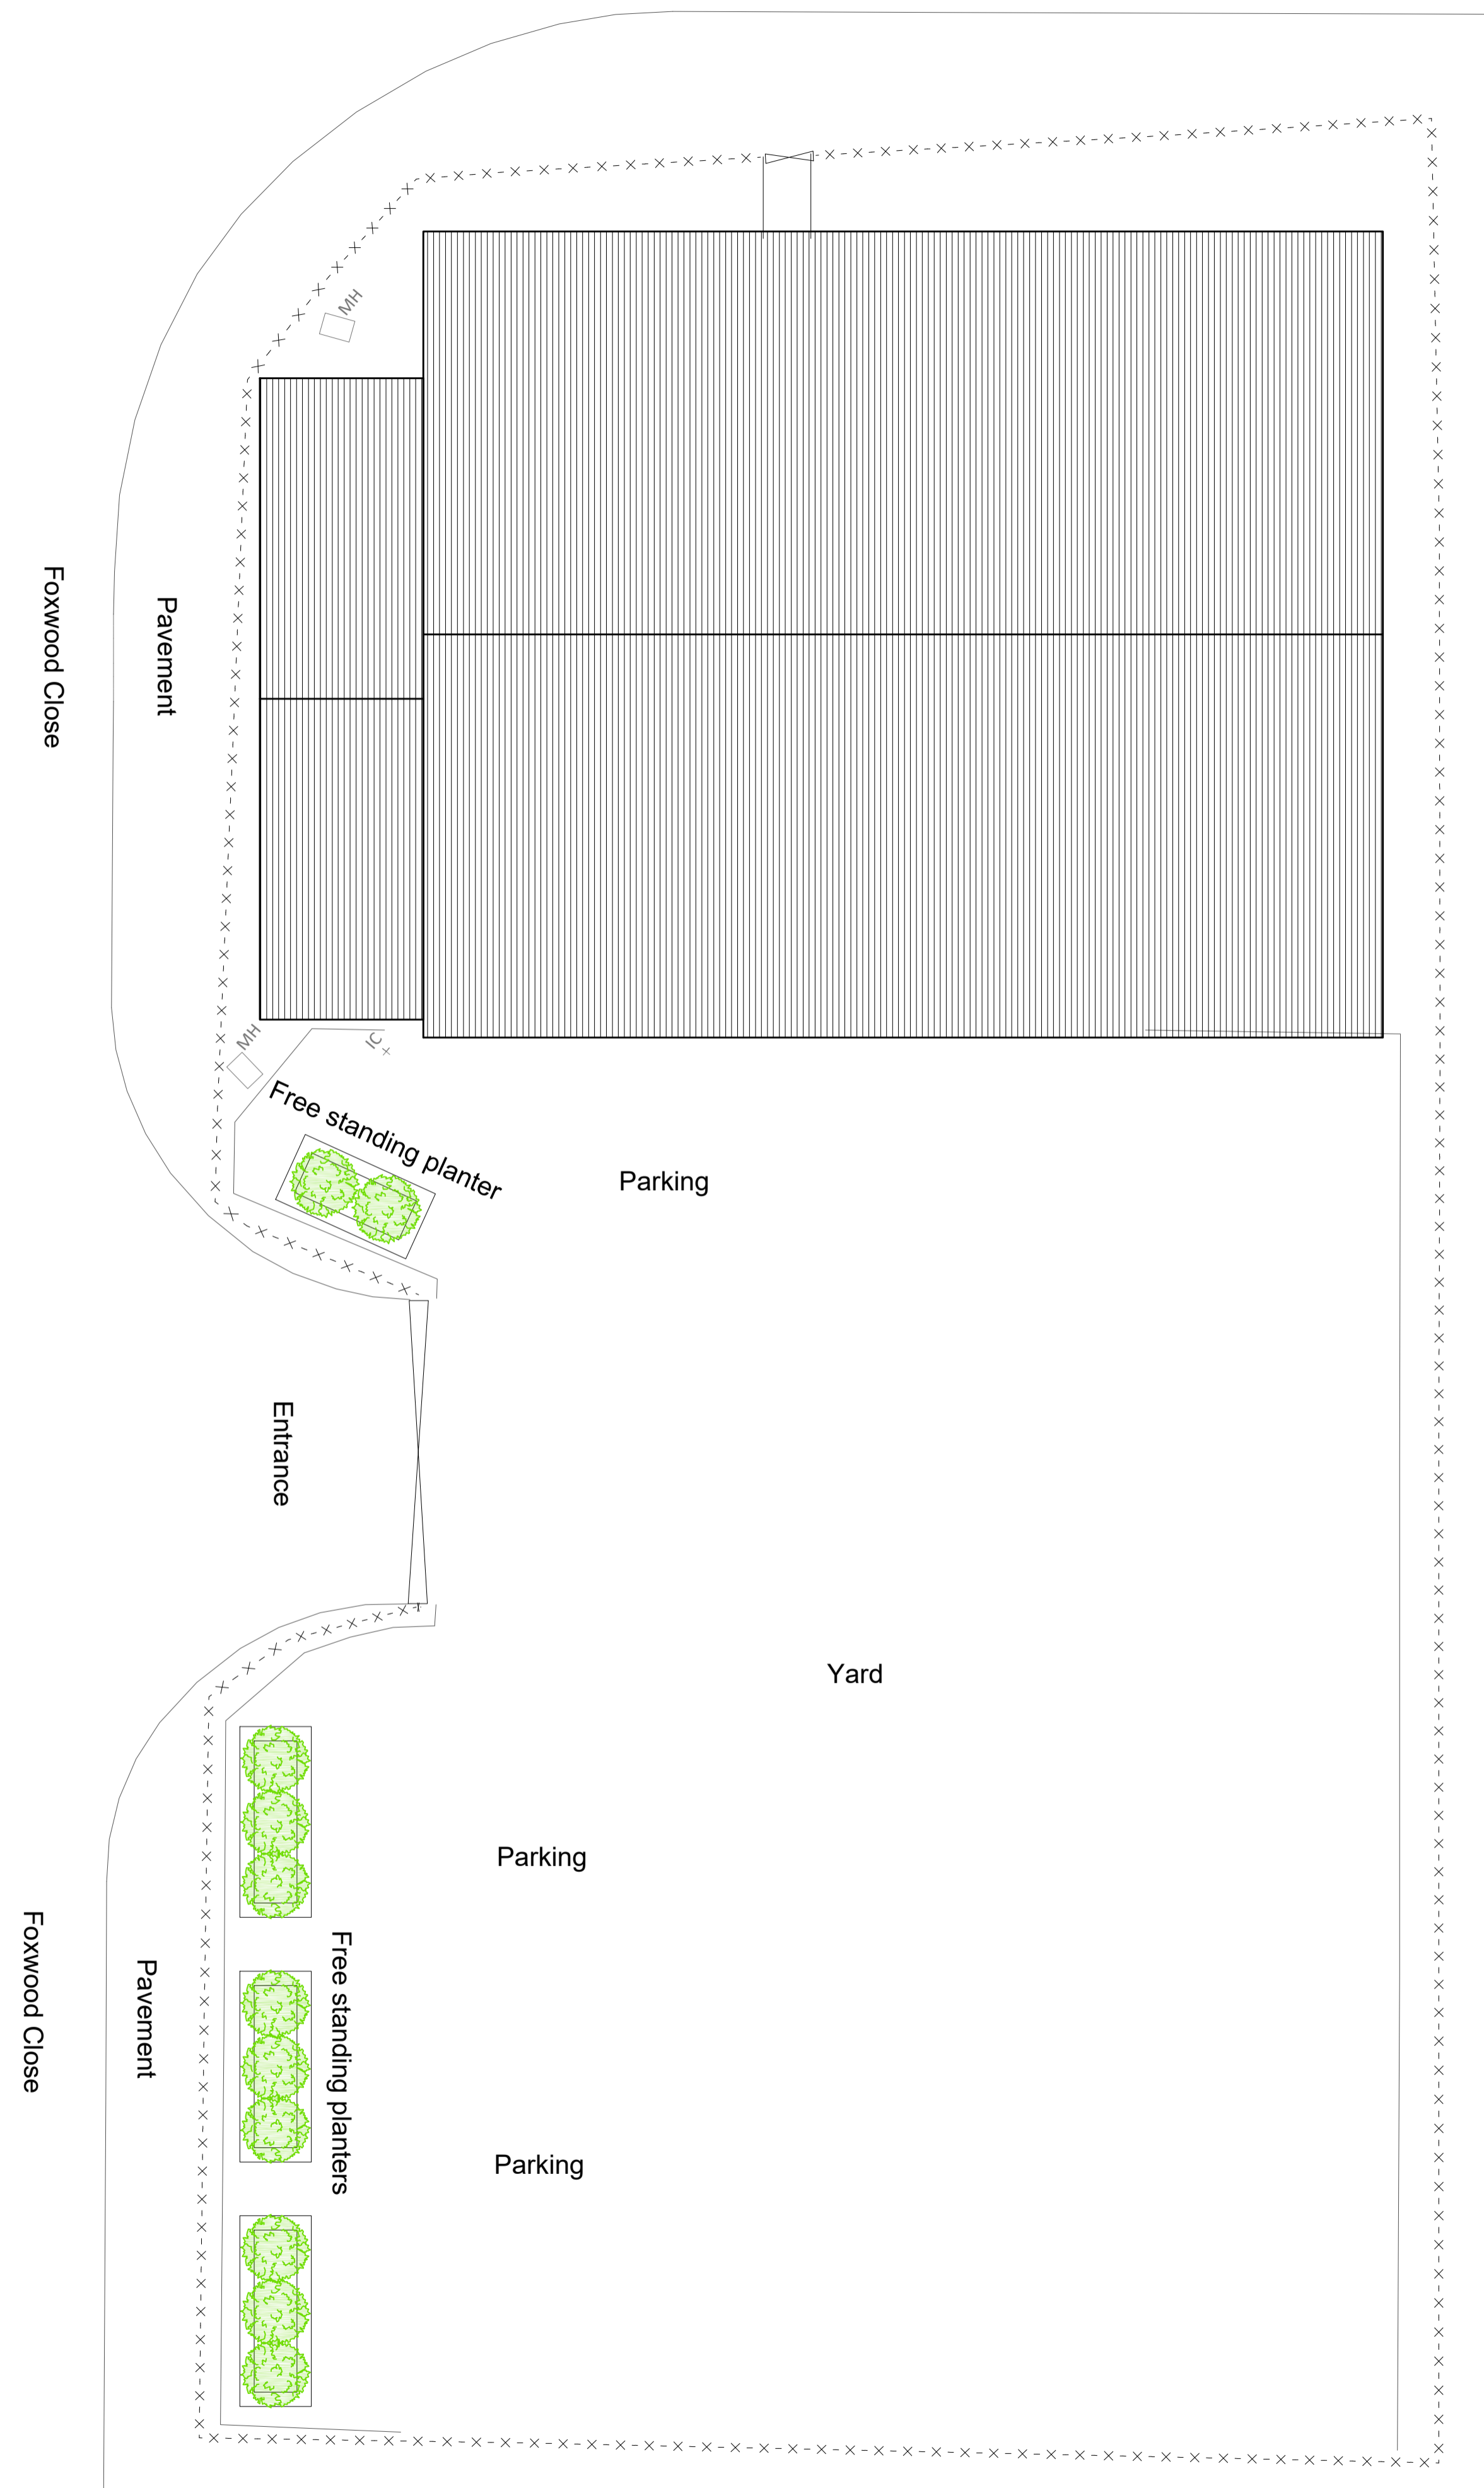 MH
Foxwood Close
Pavement
MH
IC
Free standing planter
Parking
Entrance
Yard
Parking
Foxwood Close
Pavement
Free standing planters
Parking